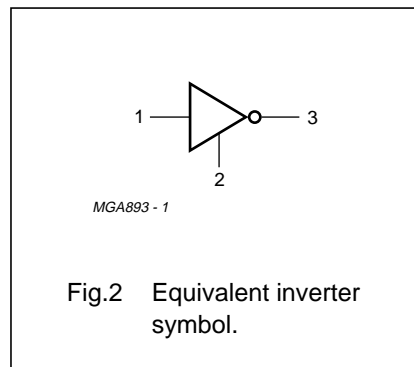 1
3
2
MGA893 - 1
Fig.2 Equivalent inverter
symbol.